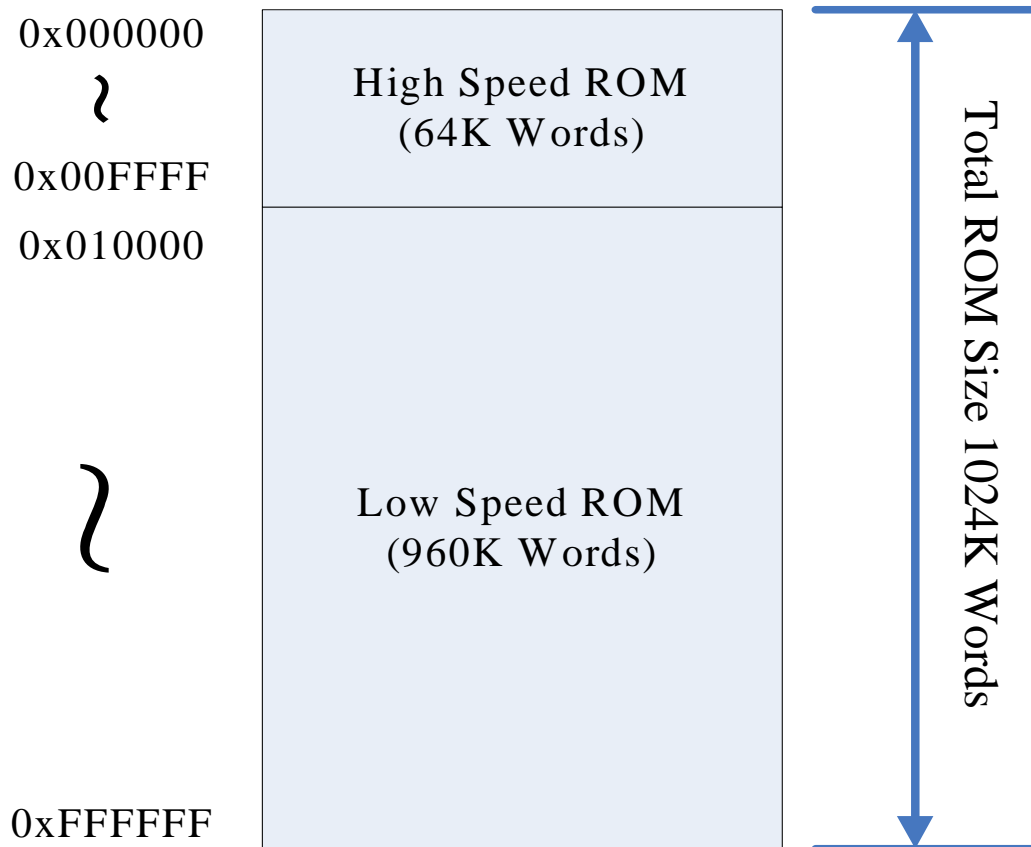 0x000000
~
0x00FFFF
0x010000
~
0xFFFFFF
High Speed ROM
(64K Words)
Low Speed ROM
(960K Words)
Total ROM Size 1024K Words